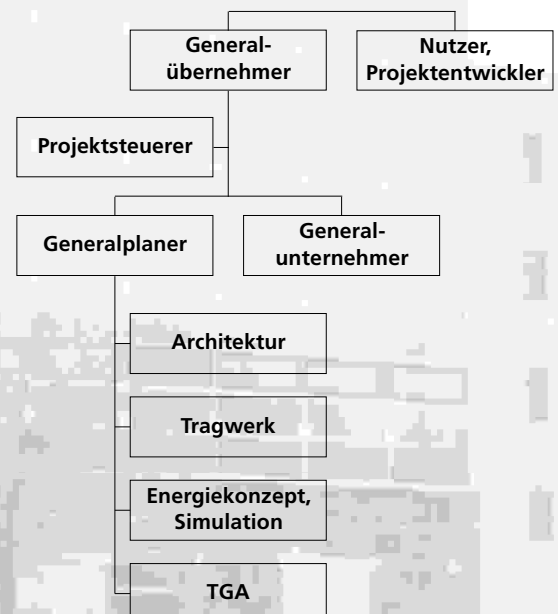 General-
übernehmer
Nutzer,
Projektentwickler
Projektsteuerer
Generalplaner
General-
unternehmer
Architektur
Tragwerk
Energiekonzept,
Simulation
TGA